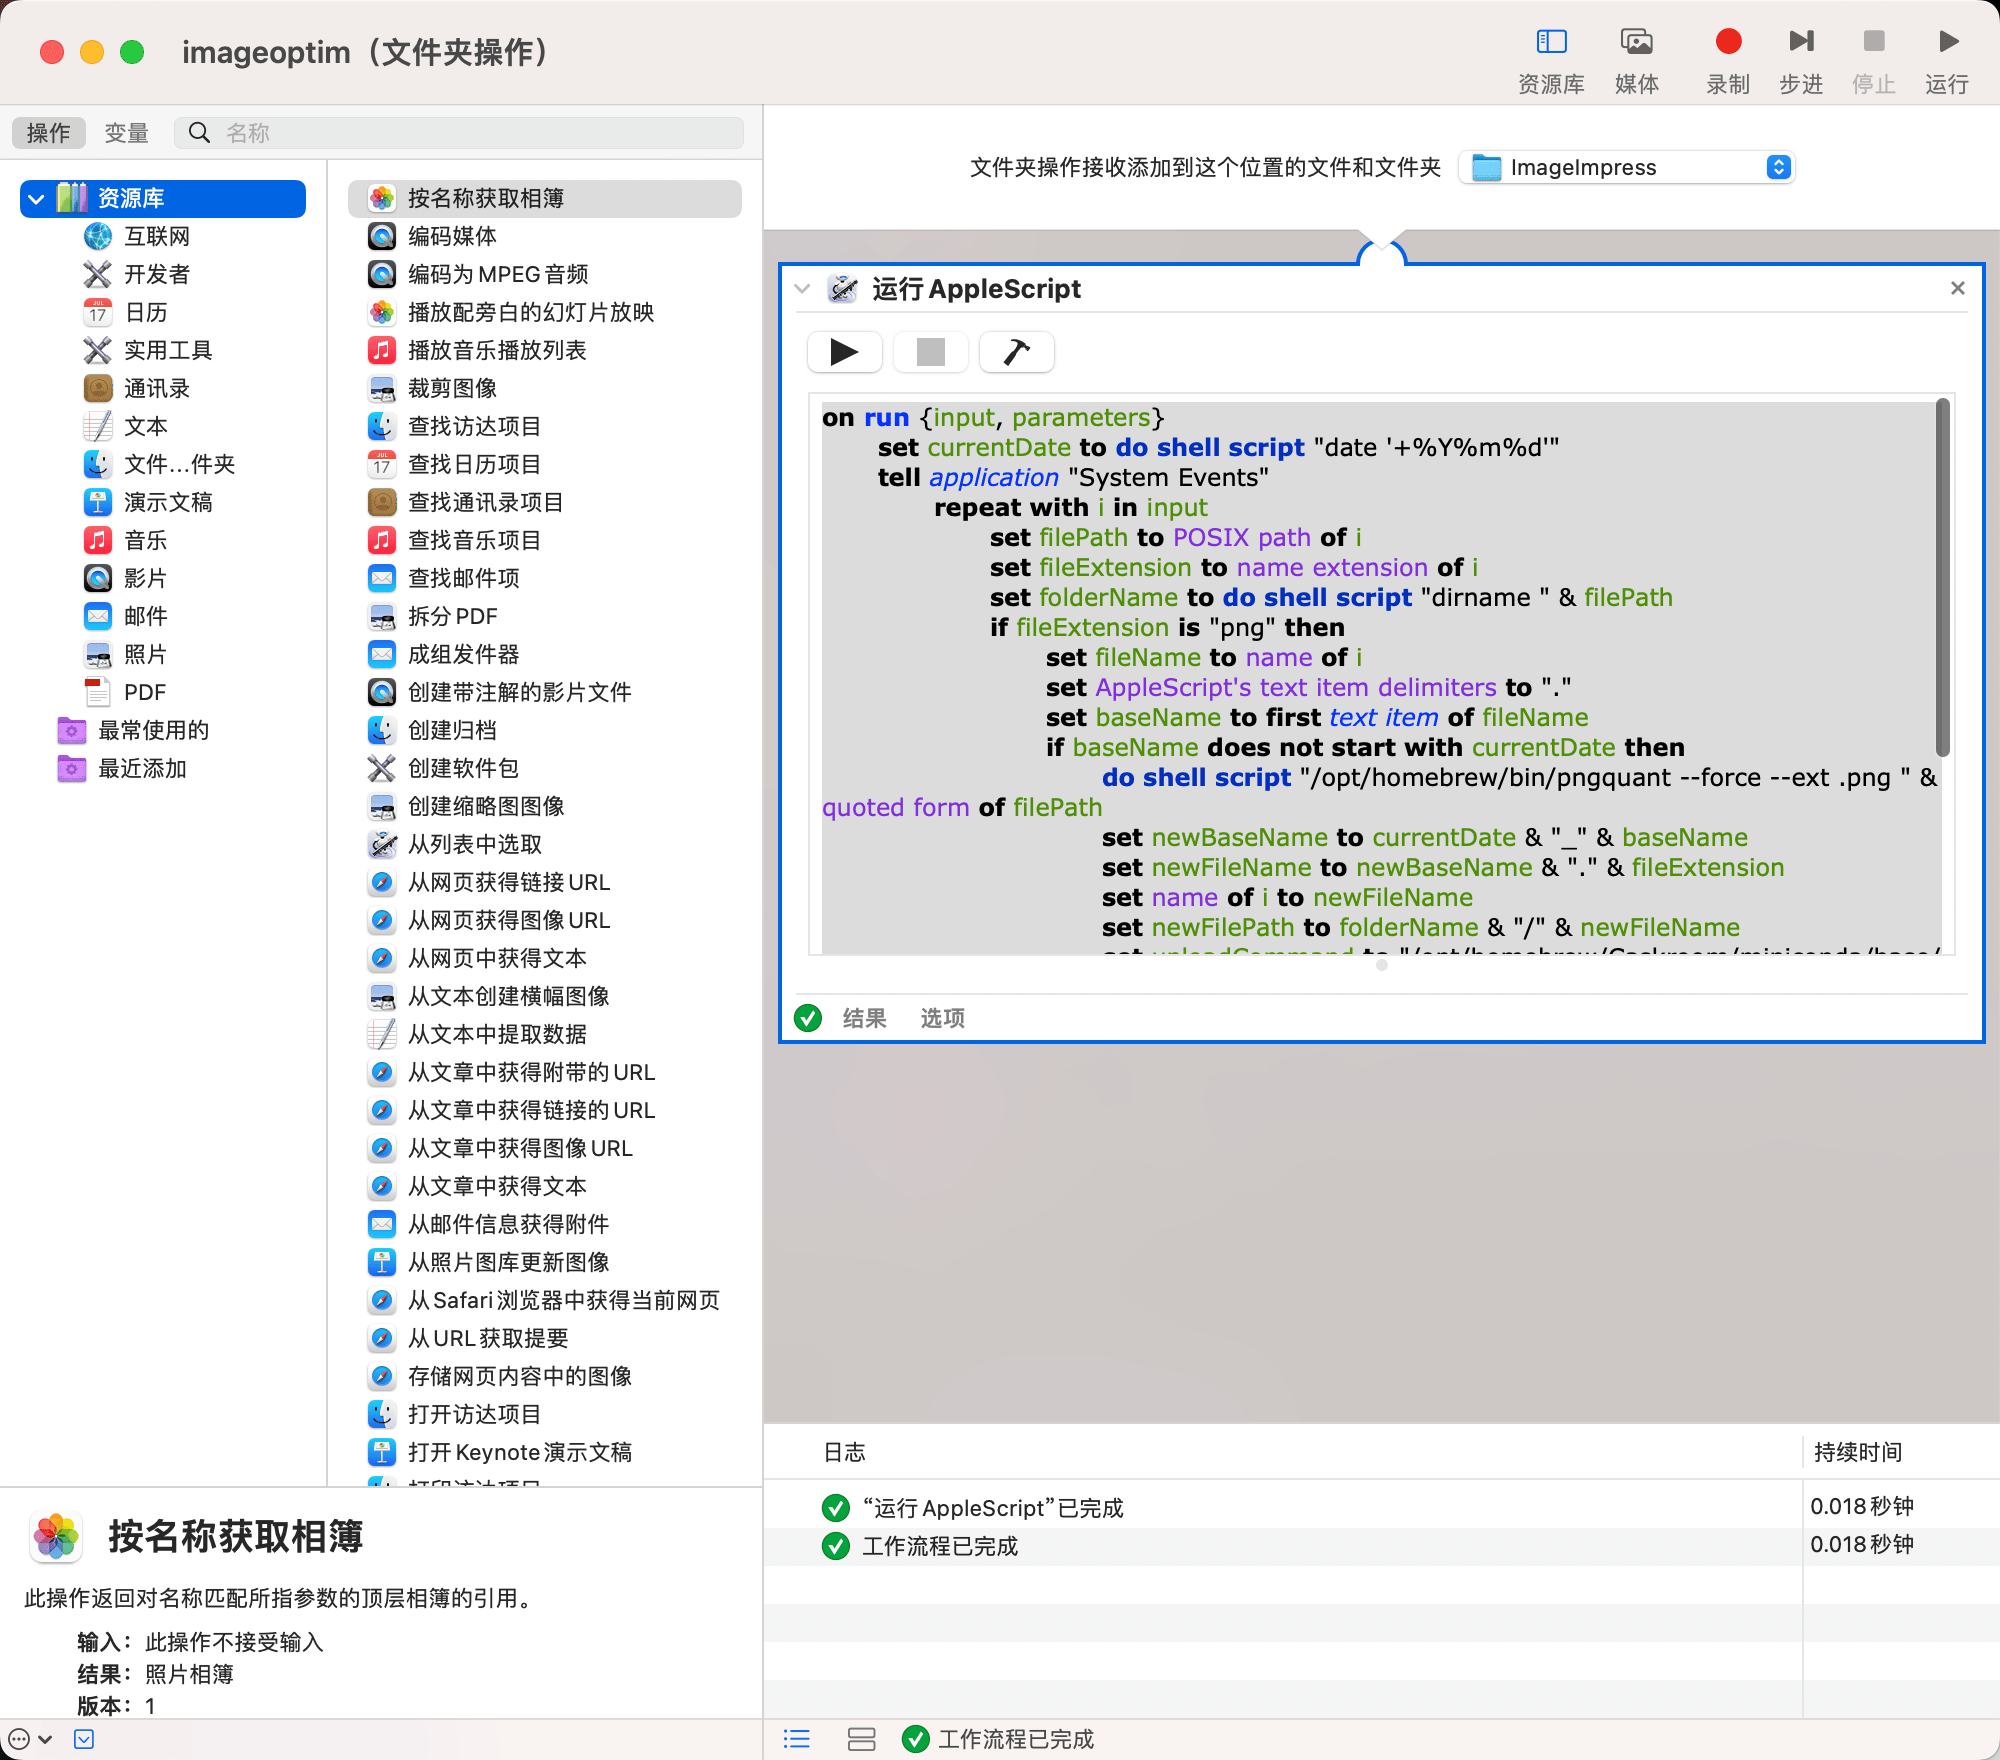 imageoptim（文件夹操作）
资源库
媒体
录制
步进
停止
运行
操作
变量
名称
资源库
互联网
开发者
日历
实用工具
通讯录
文本
文件...件夹
演示文稿
音乐
影片
邮件
照片
PDF
最常使用的
最近添加
按名称获取相簿
编码媒体
编码为 MPEG 音频
播放配旁白的幻灯片放映
播放音乐播放列表
裁剪图像
查找访达项目
查找日历项目
查找通讯录项目
查找音乐项目
查找邮件项
拆分 PDF
成组发件器
创建带注解的影片文件
创建归档
创建软件包
创建缩略图图像
从列表中选取
从网页获得链接 URL
从网页获得图像 URL
从网页中获得文本
从文本创建横幅图像
从文本中提取数据
从文章中获得附带的 URL
从文章中获得链接的 URL
从文章中获得图像 URL
从文章中获得文本
从邮件信息获得附件
从照片图库更新图像
从 Safari 浏览器中获得当前网页
从 URL 获取提要
存储网页内容中的图像
打开访达项目
打开 Keynote 演示文稿
打印访达项目
按名称获取相簿
此操作返回对名称匹配所指参数的顶层相簿的引用。
输入：此操作不接受输入
结果：照片相簿
版本：1
文件夹操作接收添加到这个位置的文件和文件夹
ImageImpress
运行 AppleScript
on run {input, parameters}
set currentDate to do shell script "date '+%Y%m%d'"
tell application "System Events"
repeat with i in input
set filePath to POSIX path of i
set fileExtension to name extension of i
set folderName to do shell script "dirname " & filePath
if fileExtension is "png" then
set fileName to name of i
set AppleScript's text item delimiters to "."
set baseName to first text item of fileName
if baseName does not start with currentDate then
do shell script "/opt/homebrew/bin/pngquant --force --ext .png " &
quoted form of filePath
set newBaseName to currentDate & "_" & baseName
set newFileName to newBaseName & "." & fileExtension
set name of i to newFileName
set newFilePath to folderName & "/" & newFileName
set uploadCommand to "/opt/homebrew/Caskroom/miniconda/base/
结果
选项
日志
持续时间
“运行 AppleScript”已完成
0.018 秒钟
工作流程已完成
0.018 秒钟
工作流程已完成